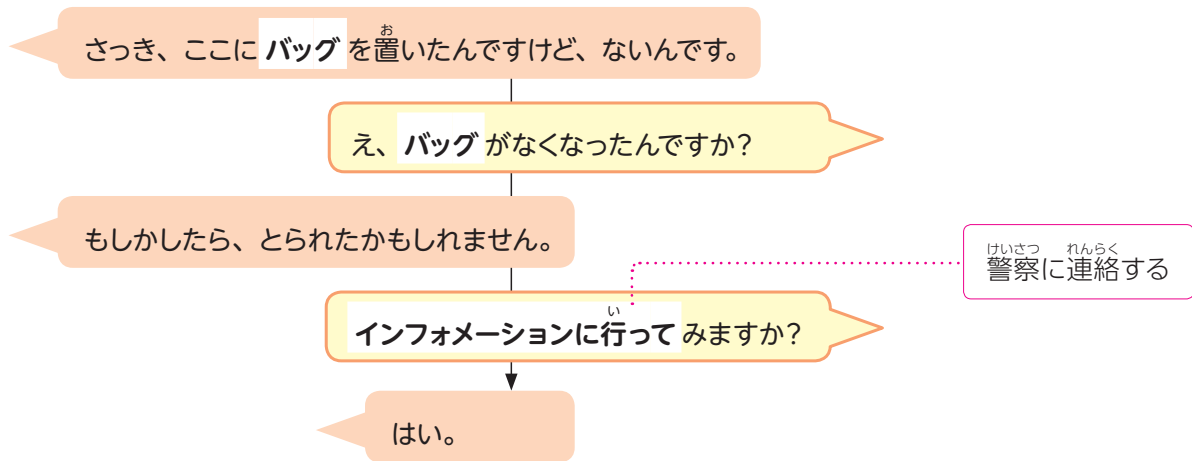 さっき、ここに バッグ を置いたんですけど、ないんです。
お
え、 バッグ がなくなったんですか？
もしかしたら、とられたかもしれません。
けいさつ れんらく
警察に連絡する
い
インフォメーションに行って みますか？
はい。